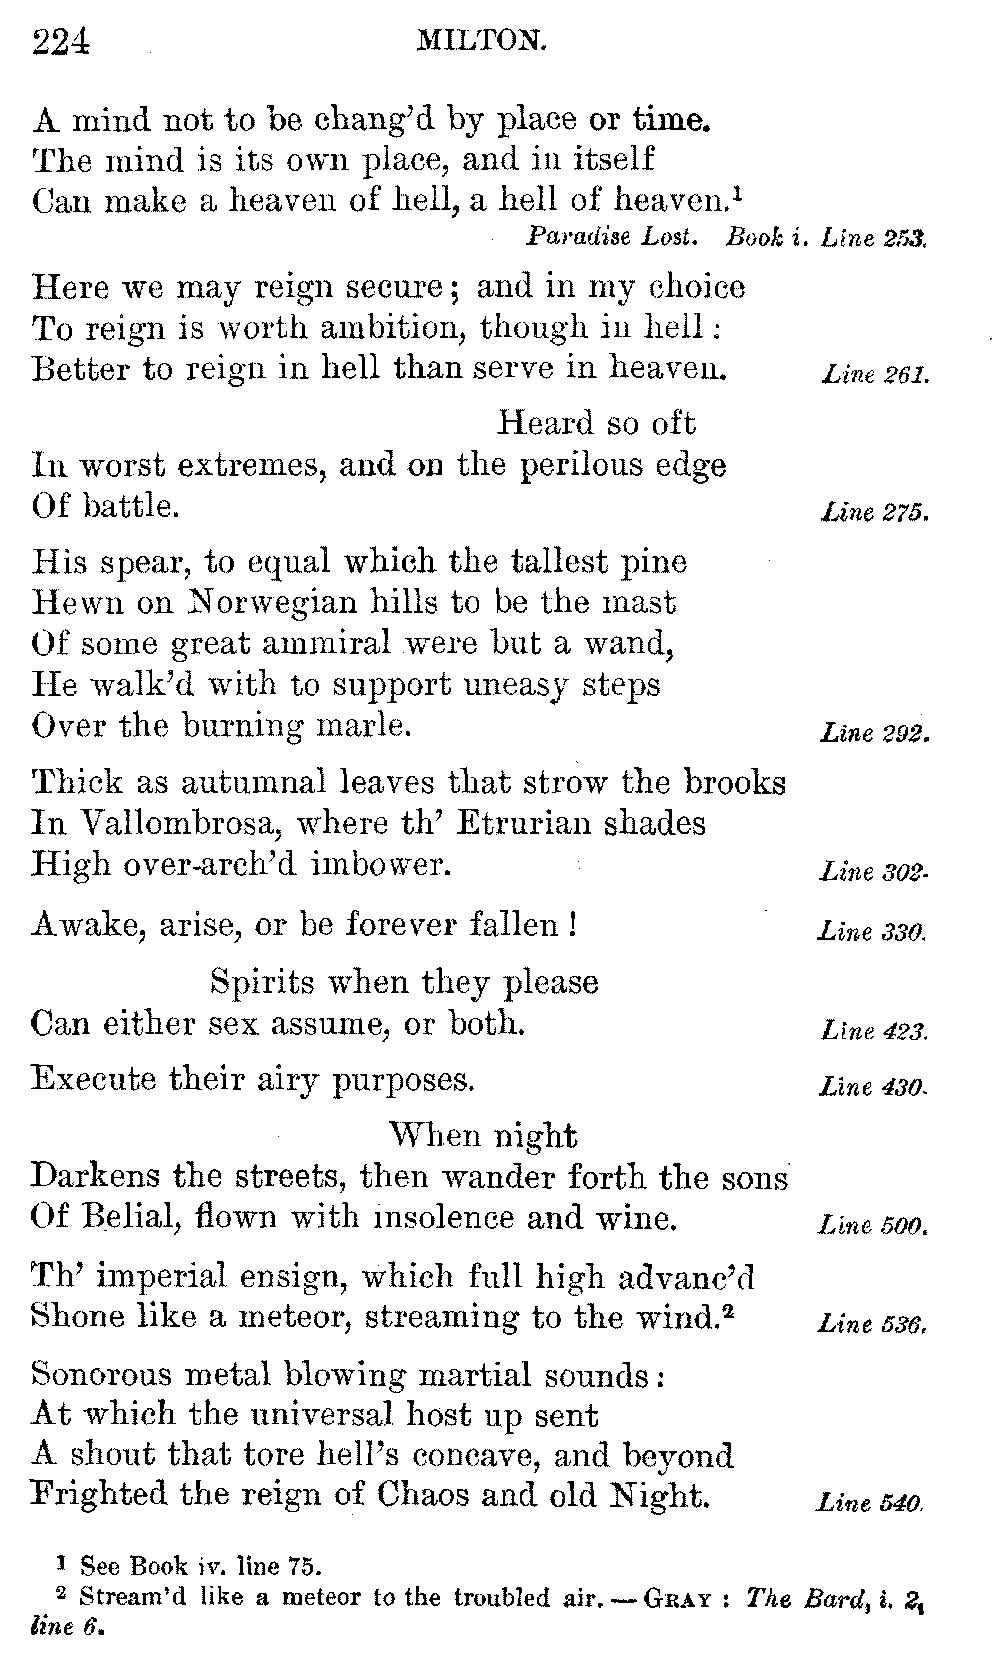 224 MILTON.
A mind not to be chang'd by place or time.
The mind is its own place, and in itself
Can make a heaven of hell, a hell of heaven.¹
Paradise Lost. Book i. Line 253.
Here we may reign secure; and in my choice
To reign is worth ambition, though in hell:
Better to reign in hell than serve in heaven. Line 261.
Heard so oft
In worst extremes, and on the perilous edge
Of battle. Line 275.
His spear, to equal which the tallest pine
Hewn on Norwegian hills to be the mast
Of some great ammiral were but a wand,
He walk'd with to support uneasy steps
Over the burning marle. Line 292.
Thick as autumnal leaves that strow the brooks
In Vallombrosa, where th' Etrurian shades
High over-arch'd imbower. Line 302.
Awake, arise, or be forever fallen! Line 330.
Spirits when they please
Can either sex assume, or both. Line 423.
Execute their airy purposes. Line 430.
When night
Darkens the streets, then wander forth the sons
Of Belial, flown with insolence and wine. Line 500.
Th' imperial ensign, which full high advanc'd
Shone like a meteor, streaming to the wind.² Line 536.
Sonorous metal blowing martial sounds:
At which the universal host up sent
A shout that tore hell's concave, and beyond
Frighted the reign of Chaos and old Night. Line 540.
¹ See Book iv. line 75.
² Stream'd like a meteor to the troubled air. — GRAY: The Bard, i. 2,
line 6.